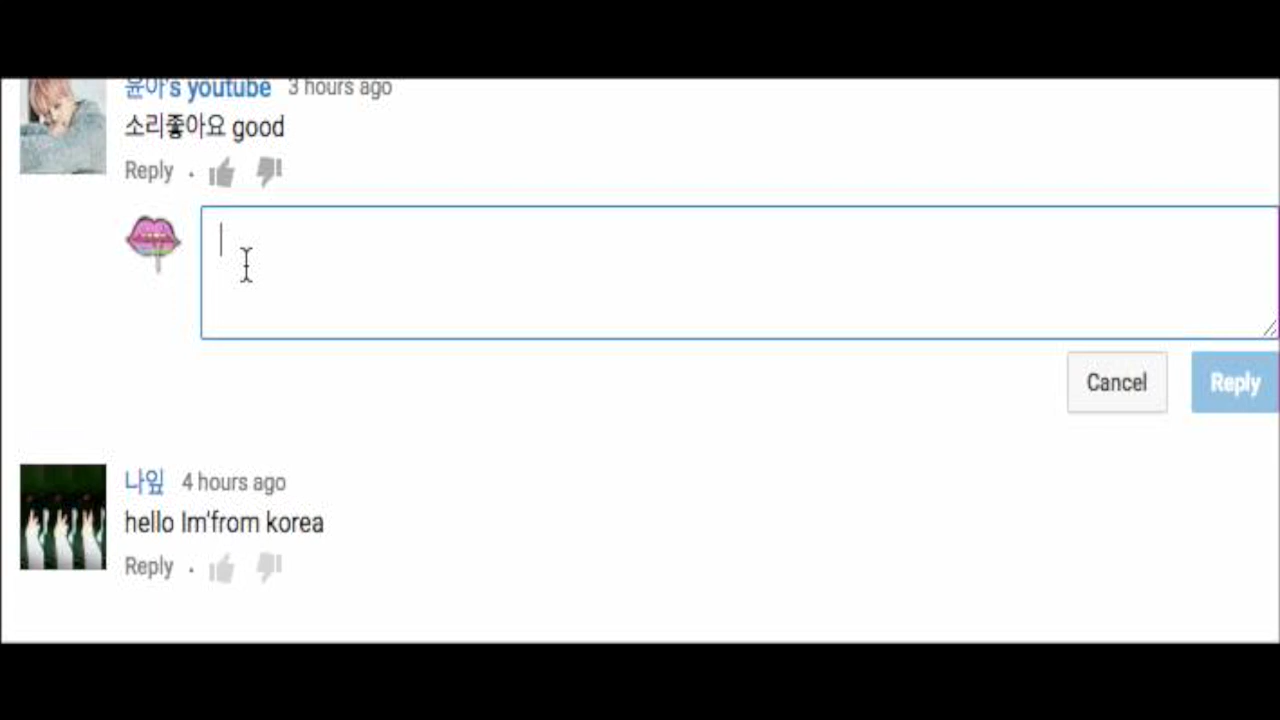 윤아's youtube 3 hours ago
소리좋아요 good
Reply
Cancel Reply
나잎 4 hours ago
hello Im'from korea
Reply